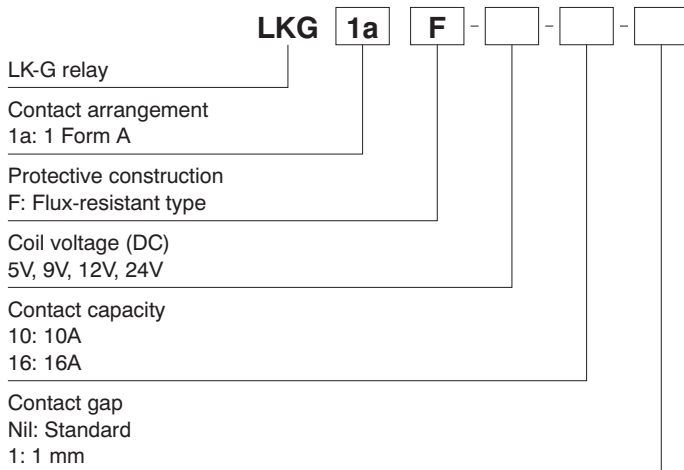 LKG 1a F - - -
LK-G relay
Contact arrangement
1a: 1 Form A
Protective construction
F: Flux-resistant type
Coil voltage (DC)
5V, 9V, 12V, 24V
Contact capacity
10: 10A
16: 16A
Contact gap
Nil: Standard
1: 1 mm